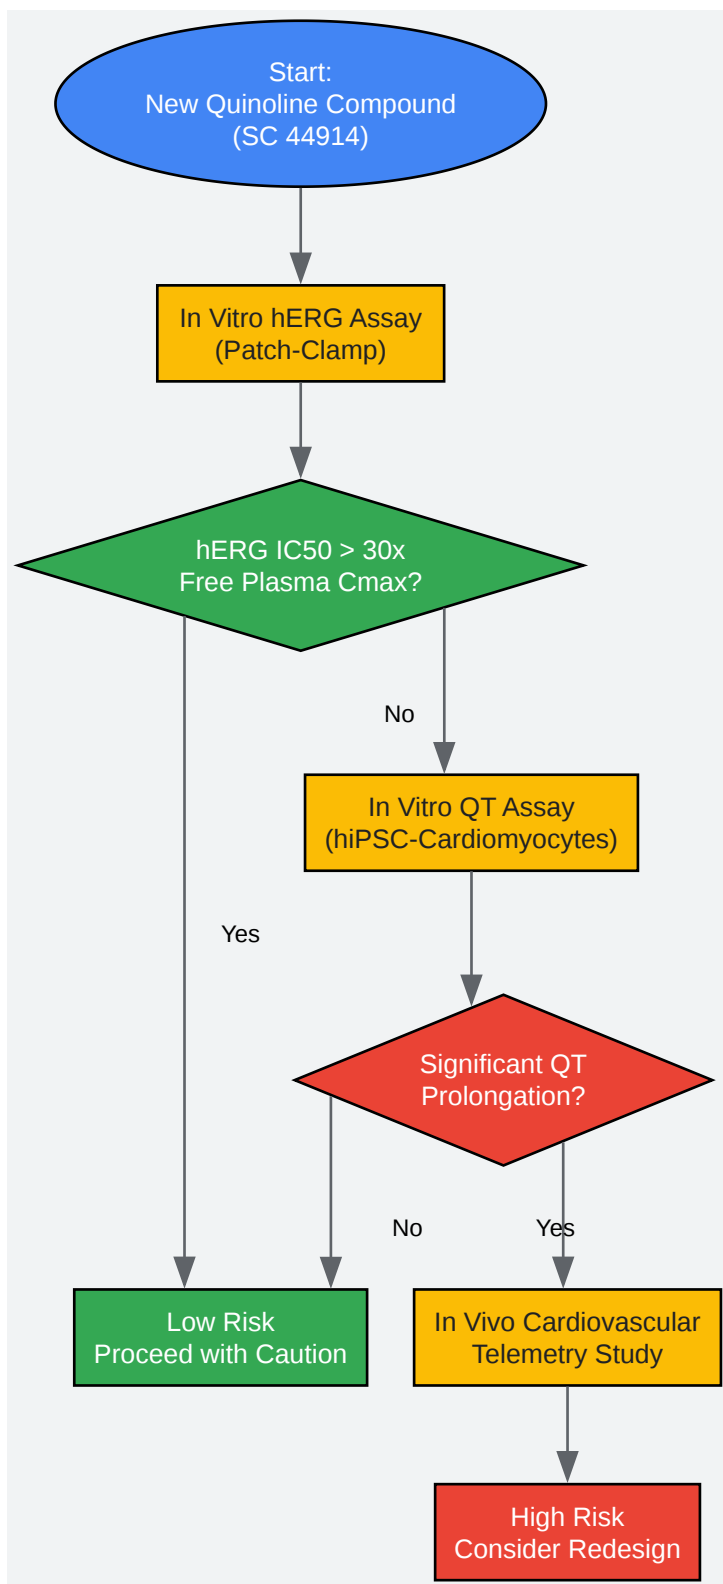 Start:
New Quinoline Compound
(SC 44914)
In Vitro hERG Assay
(Patch-Clamp)
hERG IC50 > 30x
Free Plasma Cmax?
No
In Vitro QT Assay
(hiPSC-Cardiomyocytes)
Yes
Significant QT
Prolongation?
No
Yes
Low Risk
Proceed with Caution
In Vivo Cardiovascular
Telemetry Study
High Risk
Consider Redesign